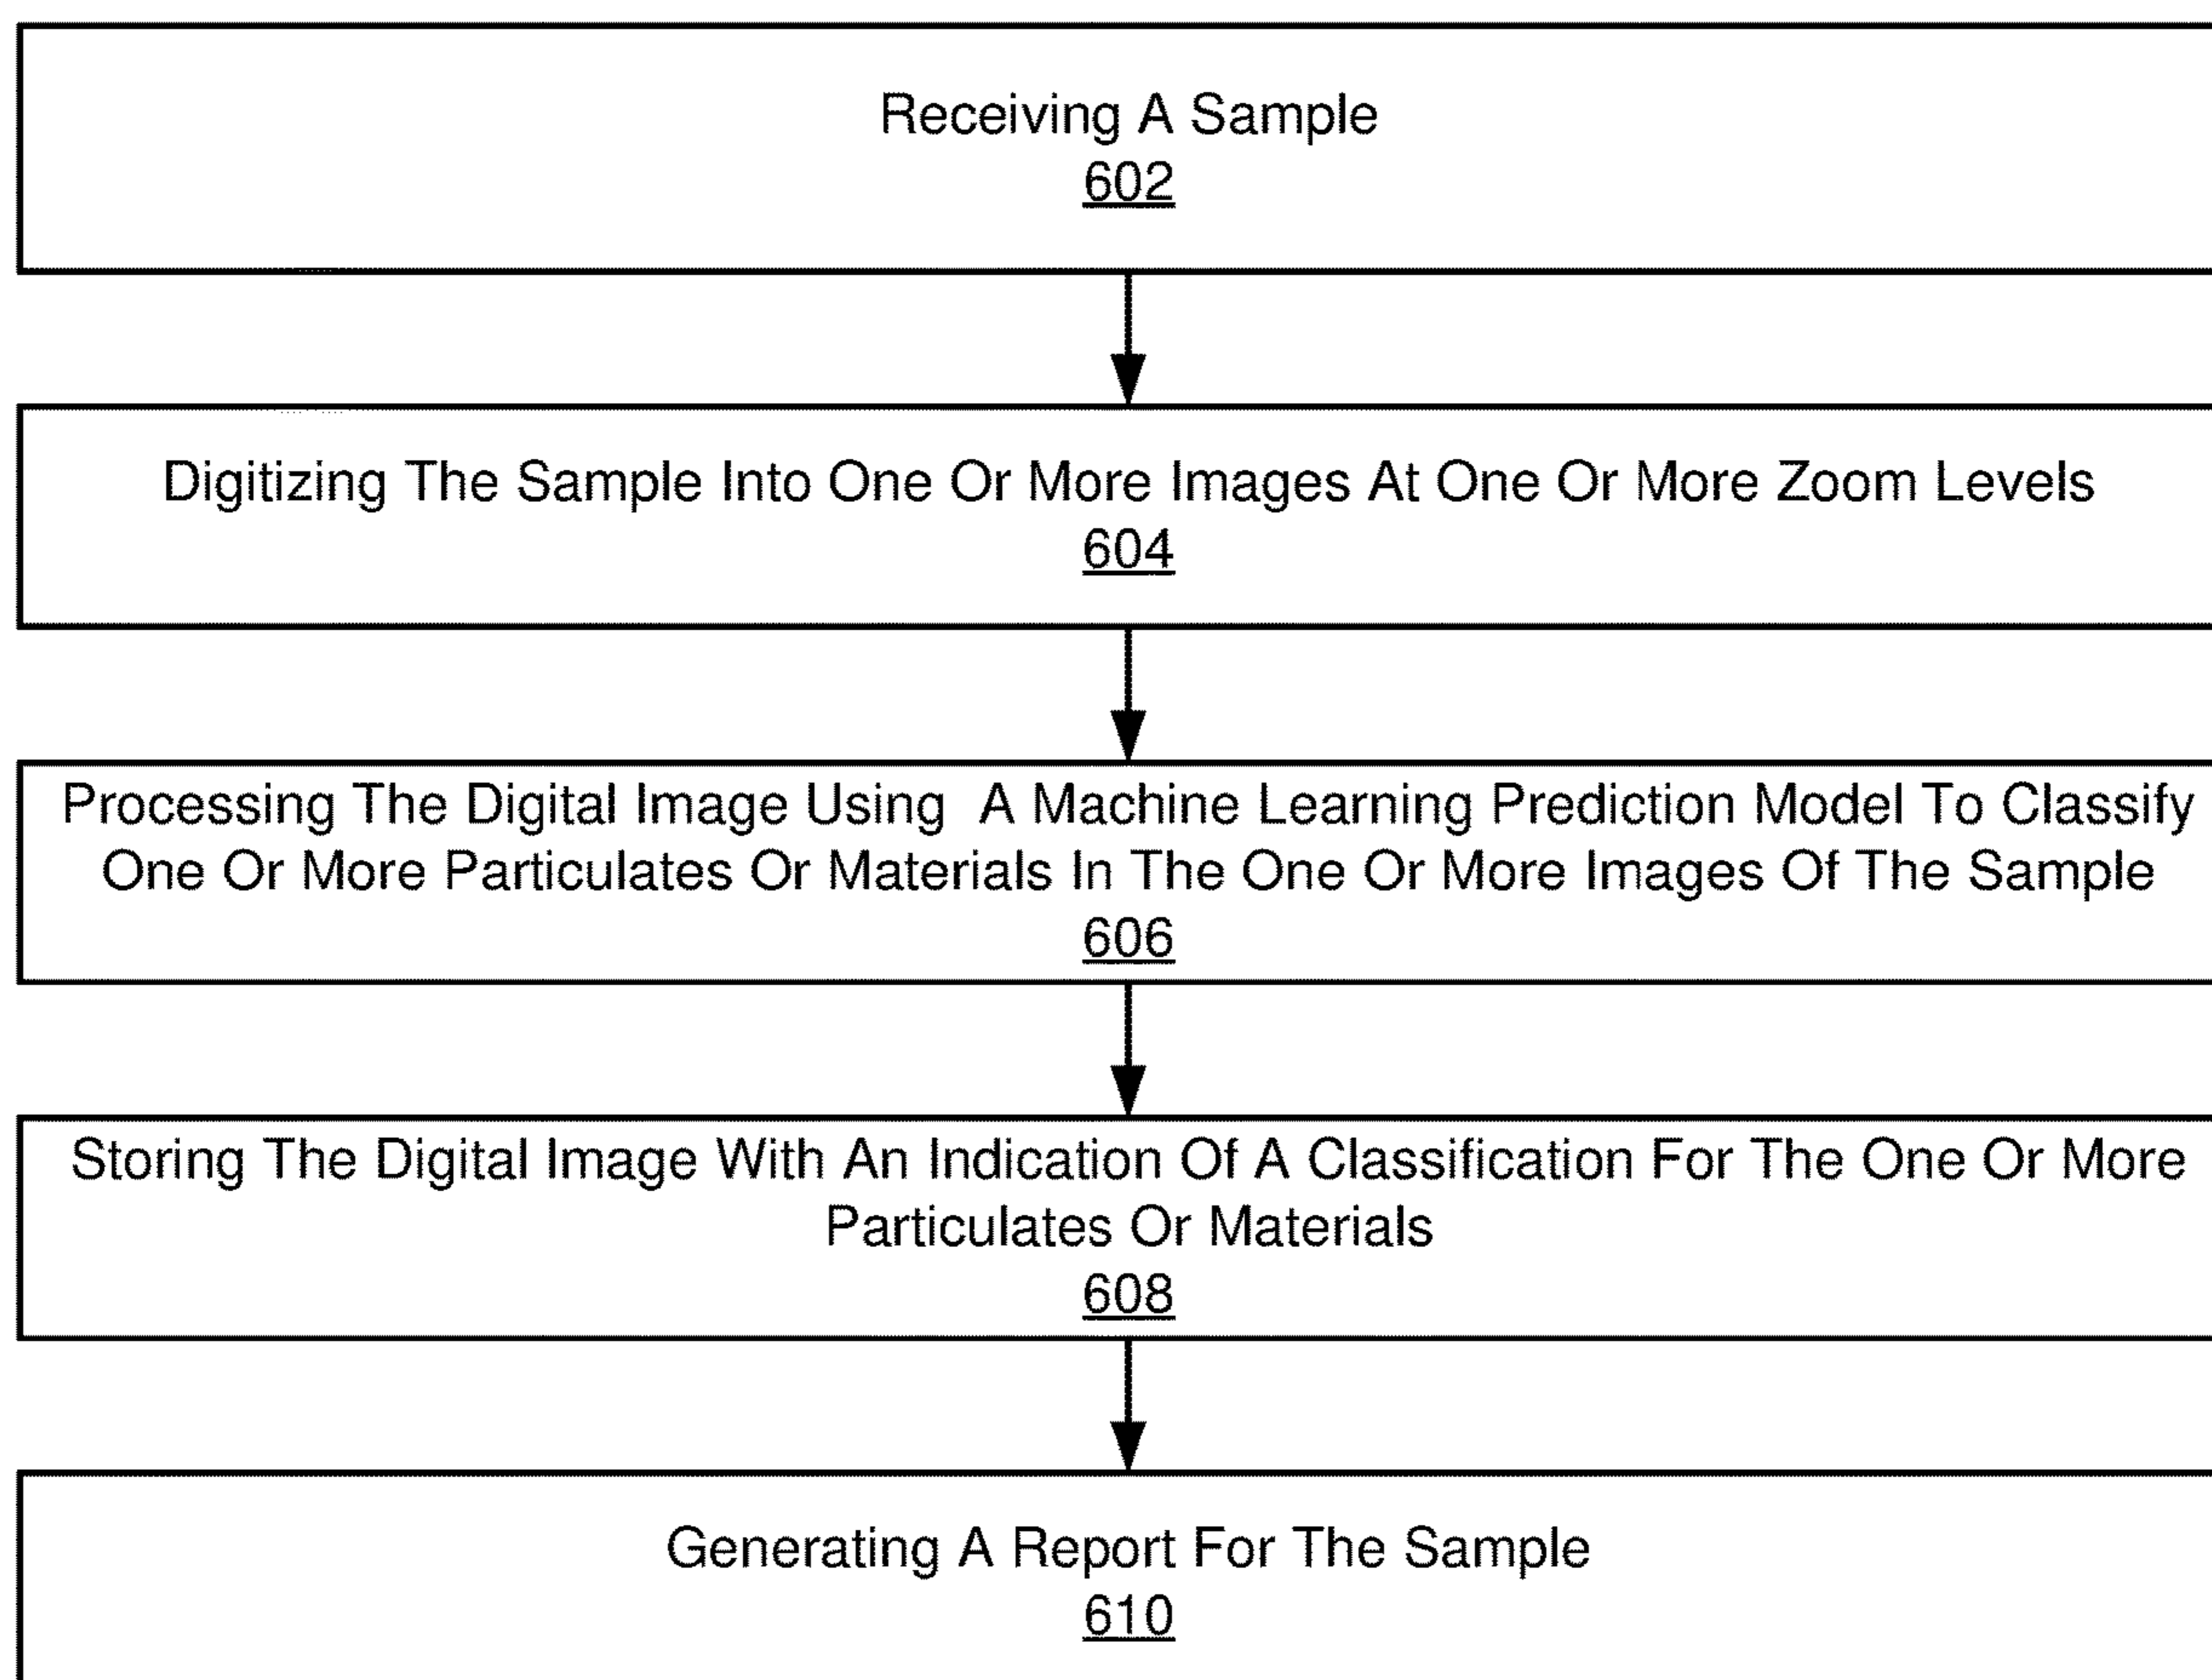 Receiving A Sample
602
Digitizing The Sample Into One Or More Images At One Or More Zoom Levels
604
Processing The Digital Image Using A Machine Learning Prediction Model To Classify
One Or More Particulates Or Materials In The One Or More Images Of The Sample
606
Storing The Digital Image With An Indication Of A Classification For The One Or More
Particulates Or Materials
608
Generating A Report For The Sample
610